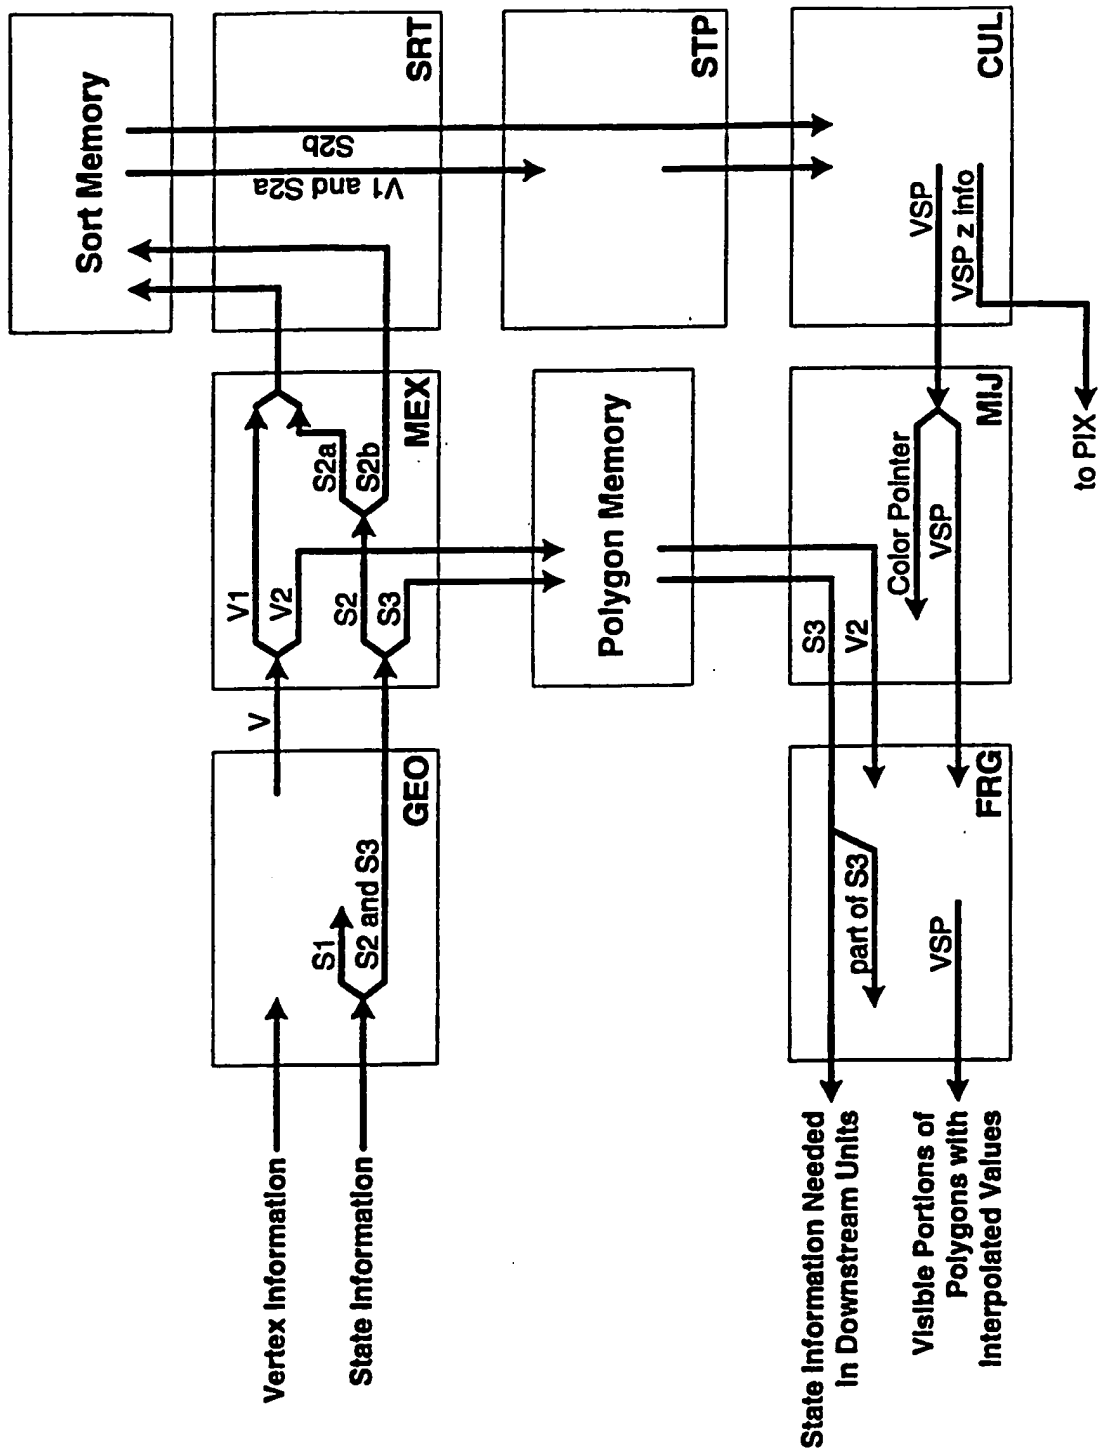 Vertex Information
State Information
S1
S2 and S3
GEO
V
V1
V2
S2
S3
S2a
S2b
MEX
Sort Memory
SRT
V1 and S2a
S2b
STP
CUL
VSP
VSP z info
to PIX
Polygon Memory
MIJ
Color Pointer
VSP
S3
V2
FRG
part of S3
VSP
State Information Needed
In Downstream Units
Visible Portions of
Polygons with
Interpolated Values